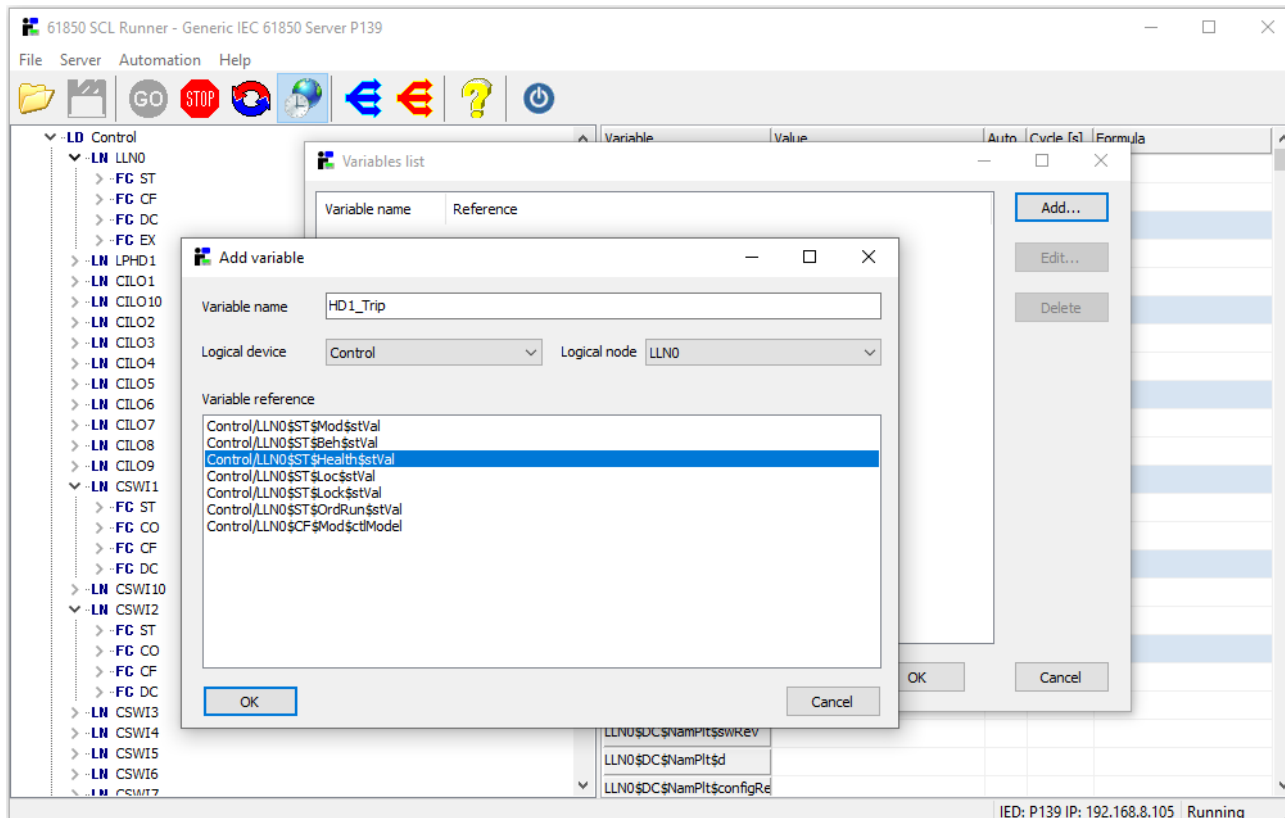 61850 SCL Runner - Generic IEC 61850 Server P139
File Server Automation Help
GO STOP
LD Control
LN LLN0
FC ST
FC CF
FC DC
FC EX
LN LPHD1
LN CILO1
LN CILO10
LN CILO2
LN CILO3
LN CILO4
LN CILO5
LN CILO6
LN CILO7
LN CILO8
LN CILO9
LN CSWI1
FC ST
FC CO
FC CF
FC DC
LN CSWI10
LN CSWI2
FC ST
FC CO
FC CF
FC DC
LN CSWI3
LN CSWI4
LN CSWI5
LN CSWI6
LN CSWI7
Variable Value Auto Cycle [s] Formula
Variables list
Variable name Reference
Add...
Edit...
Delete
OK Cancel
Add variable
Variable name HD1_Trip
Logical device Control Logical node LLN0
Variable reference
Control/LLN0$ST$Mod$stVal
Control/LLN0$ST$Beh$stVal
Control/LLN0$ST$Health$stVal
Control/LLN0$ST$Loc$stVal
Control/LLN0$ST$Lock$stVal
Control/LLN0$ST$OrdRun$stVal
Control/LLN0$CF$Mod$ctlModel
OK Cancel
LLN0$DC$NamPlt$swRev
LLN0$DC$NamPlt$d
LLN0$DC$NamPlt$configRe
IED: P139 IP: 192.168.8.105 Running